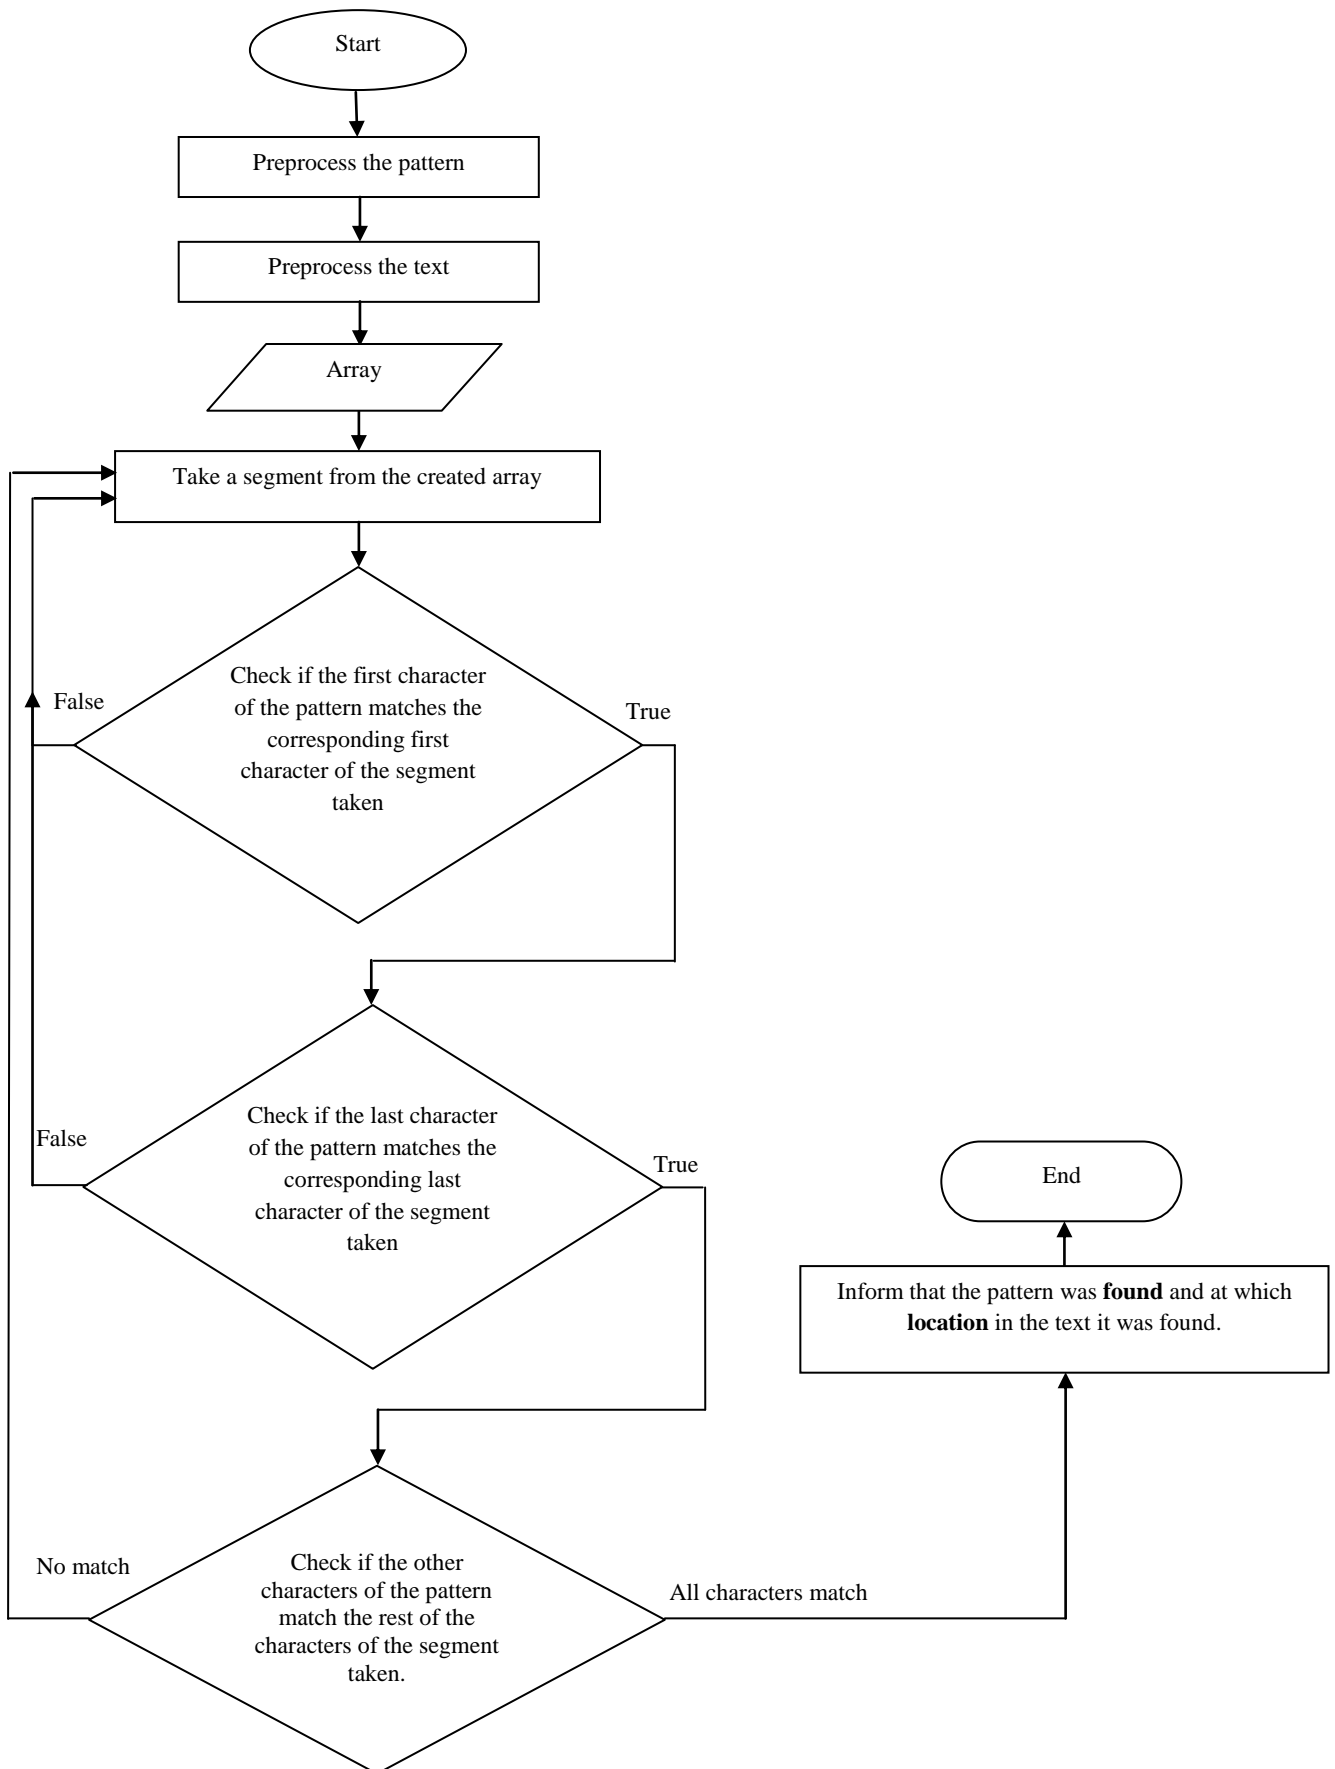 Start
Preprocess the pattern
Preprocess the text
Array
Take a segment from the created array
Check if the first character
of the pattern matches the
corresponding first
character of the segment
taken
False
True
Check if the last character
of the pattern matches the
corresponding last
character of the segment
taken
False
True
End
Inform that the pattern was found and at which
location in the text it was found.
Check if the other
characters of the pattern
match the rest of the
characters of the segment
taken.
No match
All characters match